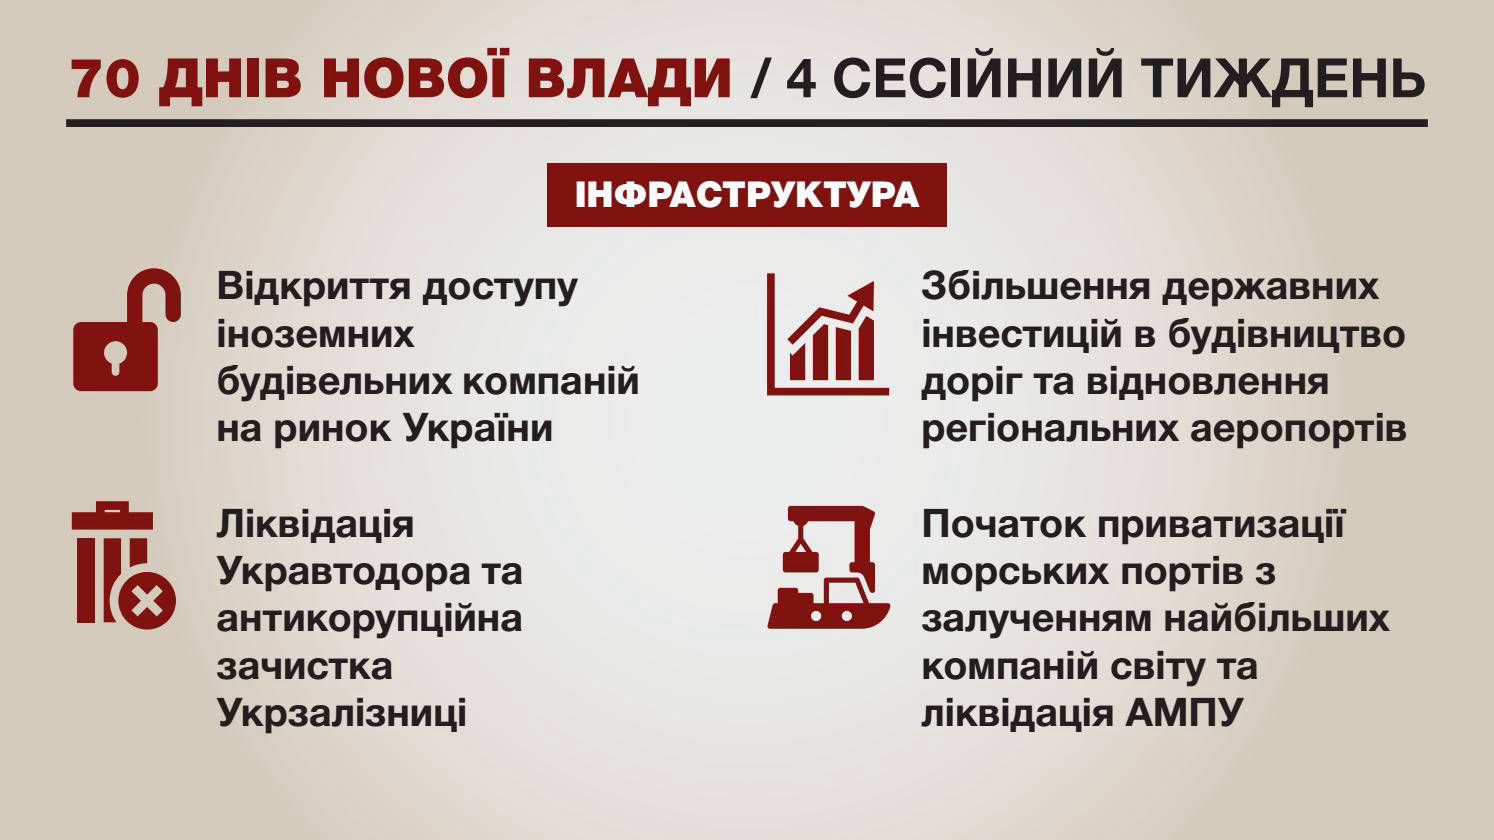 70 ДНІВ НОВОЇ ВЛАДИ / 4 СЕСІЙНИЙ ТИЖДЕНЬ
ІНФРАСТРУКТУРА
Відкриття доступу
іноземних
будівельних компаній
на ринок України
Збільшення державних
інвестицій в будівництво
доріг та відновлення
регіональних аеропортів
Ліквідація
Укравтодора та
антикорупційна
зачистка
Укрзалізниці
Початок приватизації
морських портів з
залученням найбільших
компаній світу та
ліквідація АМПУ